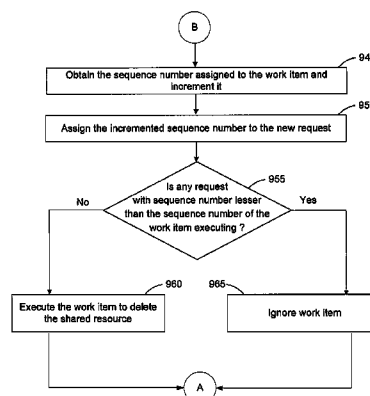 B
94
Obtain the sequence number assigned to the work item and
increment it
95
Assign the incremented sequence number to the new request
955
Is any request
with sequence number lesser
than the sequence number of the
work item executing ?
No
Yes
960
965
Execute the work item to delete
the shared resource
Ignore work item
A